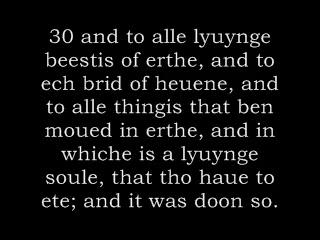 30 and to alle lyuynge
beestis of erthe, and to
ech brid of heuene, and
to alle thingis that ben
moued in erthe, and in
whiche is a lyuynge
soule, that tho haue to
ete; and it was doon so.